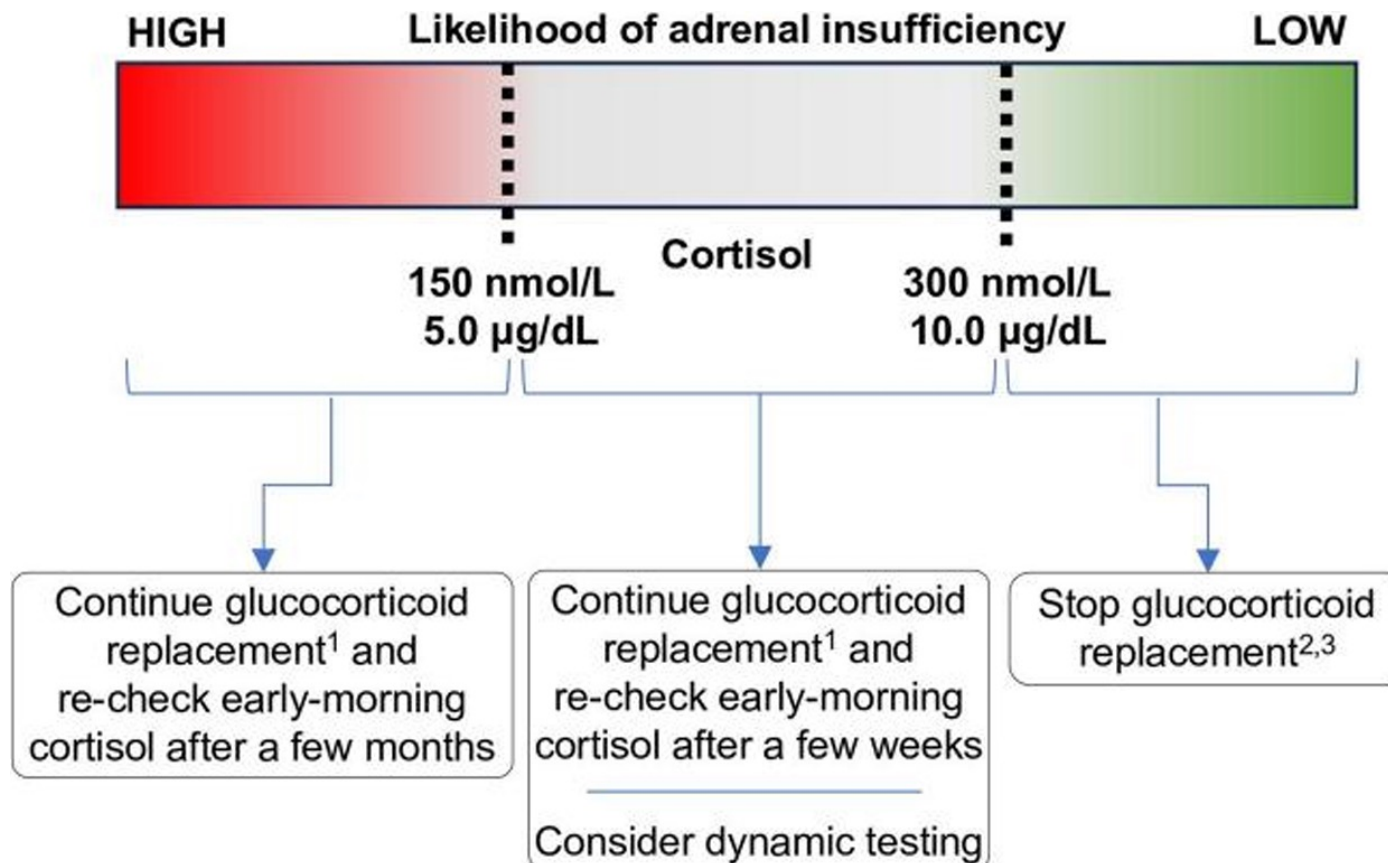 HIGH
Likelihood of adrenal insufficiency
LOW
Cortisol
150 nmol/L
5.0 µg/dL
300 nmol/L
10.0 µg/dL
Continue glucocorticoid
replacement¹ and
re-check early-morning
cortisol after a few months
Continue glucocorticoid
replacement¹ and
re-check early-morning
cortisol after a few weeks
Consider dynamic testing
Stop glucocorticoid
replacement²,³